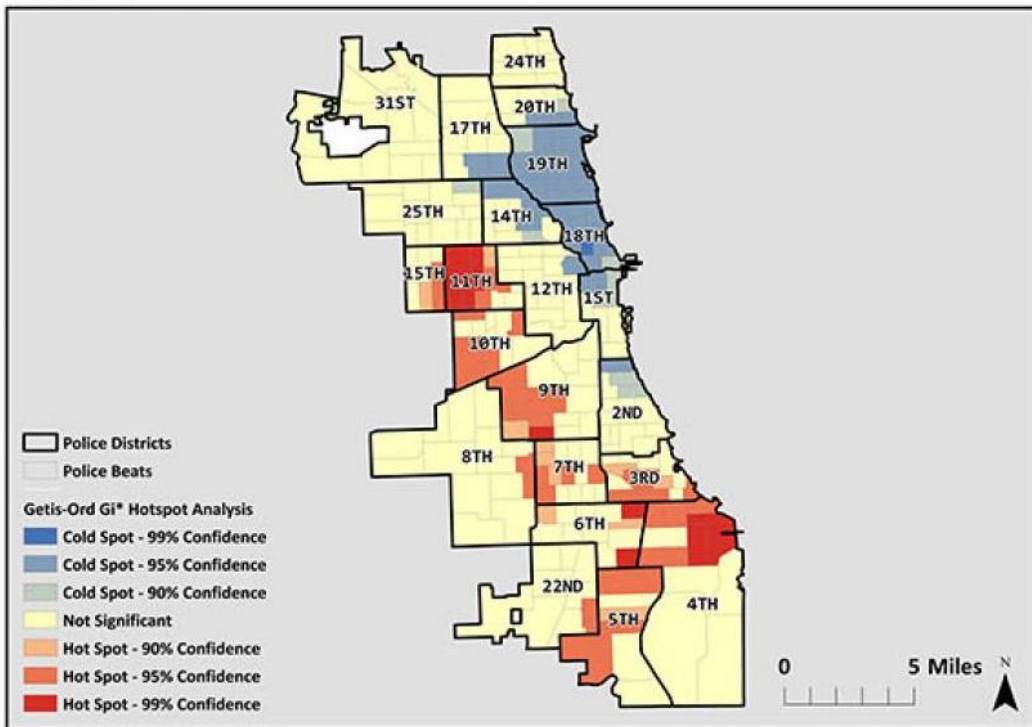 24TH
20TH
31ST
17TH
19TH
25TH
14TH
18TH
15TH
11TH
12TH
1ST
10TH
9TH
2ND
8TH
7TH
3RD
6TH
22ND
5TH
4TH
Police Districts
Police Beats
Getis-Ord Gi* Hotspot Analysis
Cold Spot - 99% Confidence
Cold Spot - 95% Confidence
Cold Spot - 90% Confidence
Not Significant
Hot Spot - 90% Confidence
Hot Spot - 95% Confidence
Hot Spot - 99% Confidence
0 5 Miles
N